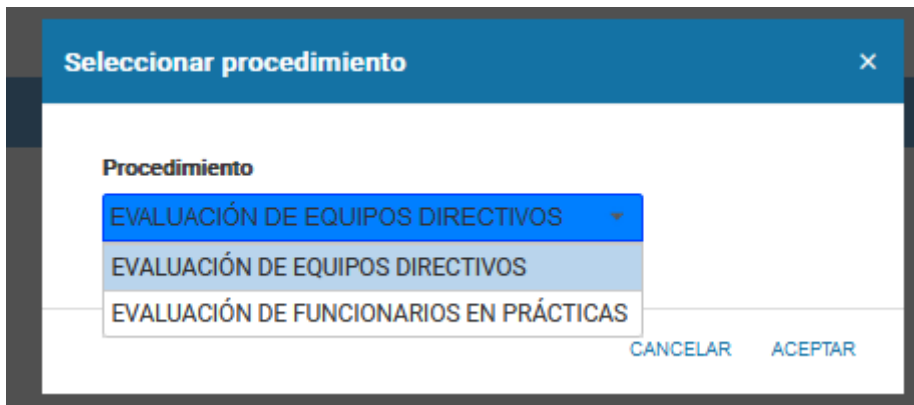 Seleccionar procedimiento ×
Procedimiento
EVALUACIÓN DE EQUIPOS DIRECTIVOS
EVALUACIÓN DE EQUIPOS DIRECTIVOS
EVALUACIÓN DE FUNCIONARIOS EN PRÁCTICAS
CANCELAR ACEPTAR